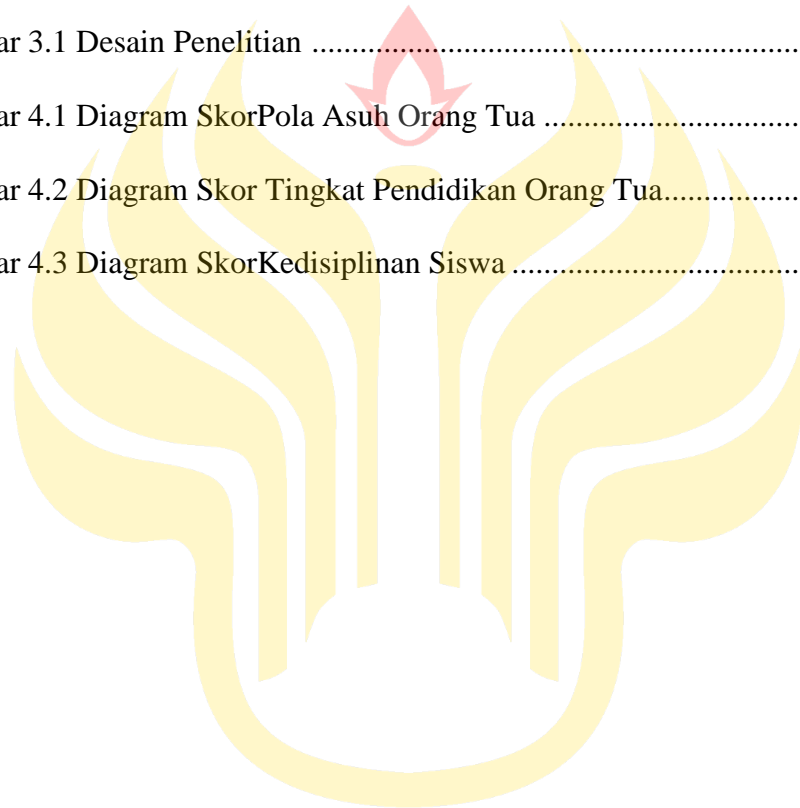 ar 3.1 Desain Penelitian ............................................................
ar 4.1 Diagram SkorPola Asuh Orang Tua ................................
ar 4.2 Diagram Skor Tingkat Pendidikan Orang Tua.................
ar 4.3 Diagram SkorKedisiplinan Siswa ....................................